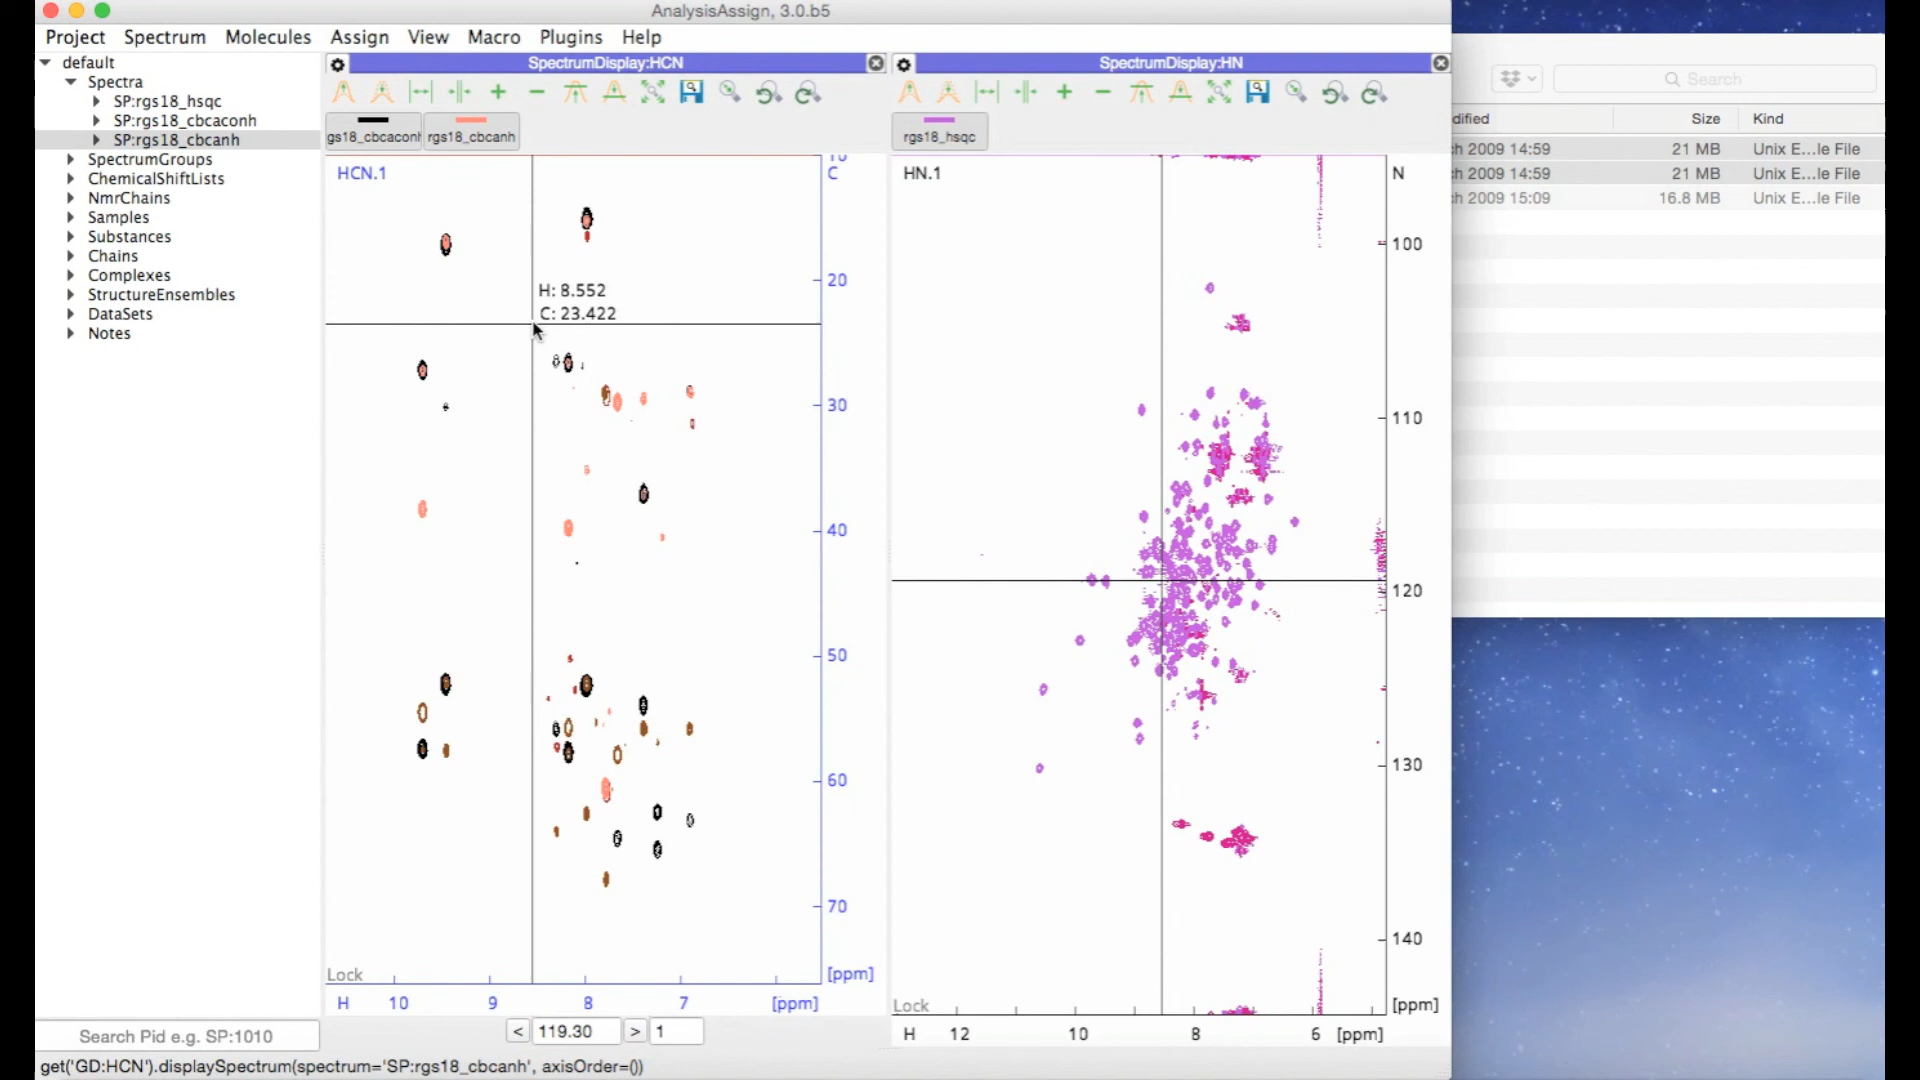 AnalysisAssign, 3.0.b5
Project Spectrum Molecules Assign View Macro Plugins Help
default
Spectra
SP:rgs18_hsqc
SP:rgs18_cbcaconh
SP:rgs18_cbcanh
SpectrumGroups
ChemicalShiftLists
NmrChains
Samples
Substances
Chains
Complexes
StructureEnsembles
DataSets
Notes
Search Pid e.g. SP:1010
SpectrumDisplay:HCN
gs18_cbcaconh rgs18_cbcanh
HCN.1
C
10
20
30
40
50
60
70
H: 8.552
C: 23.422
Lock
[ppm]
H 10 9 8 7 [ppm]
< 119.30 > 1
SpectrumDisplay:HN
rgs18_hsqc
HN.1
N
100
110
120
130
140
Lock
[ppm]
H 12 10 8 6 [ppm]
get('GD:HCN').displaySpectrum(spectrum='SP:rgs18_cbcanh', axisOrder=())
Search
dified Size Kind
h 2009 14:59 21 MB Unix E...le File
h 2009 14:59 21 MB Unix E...le File
h 2009 15:09 16.8 MB Unix E...le File